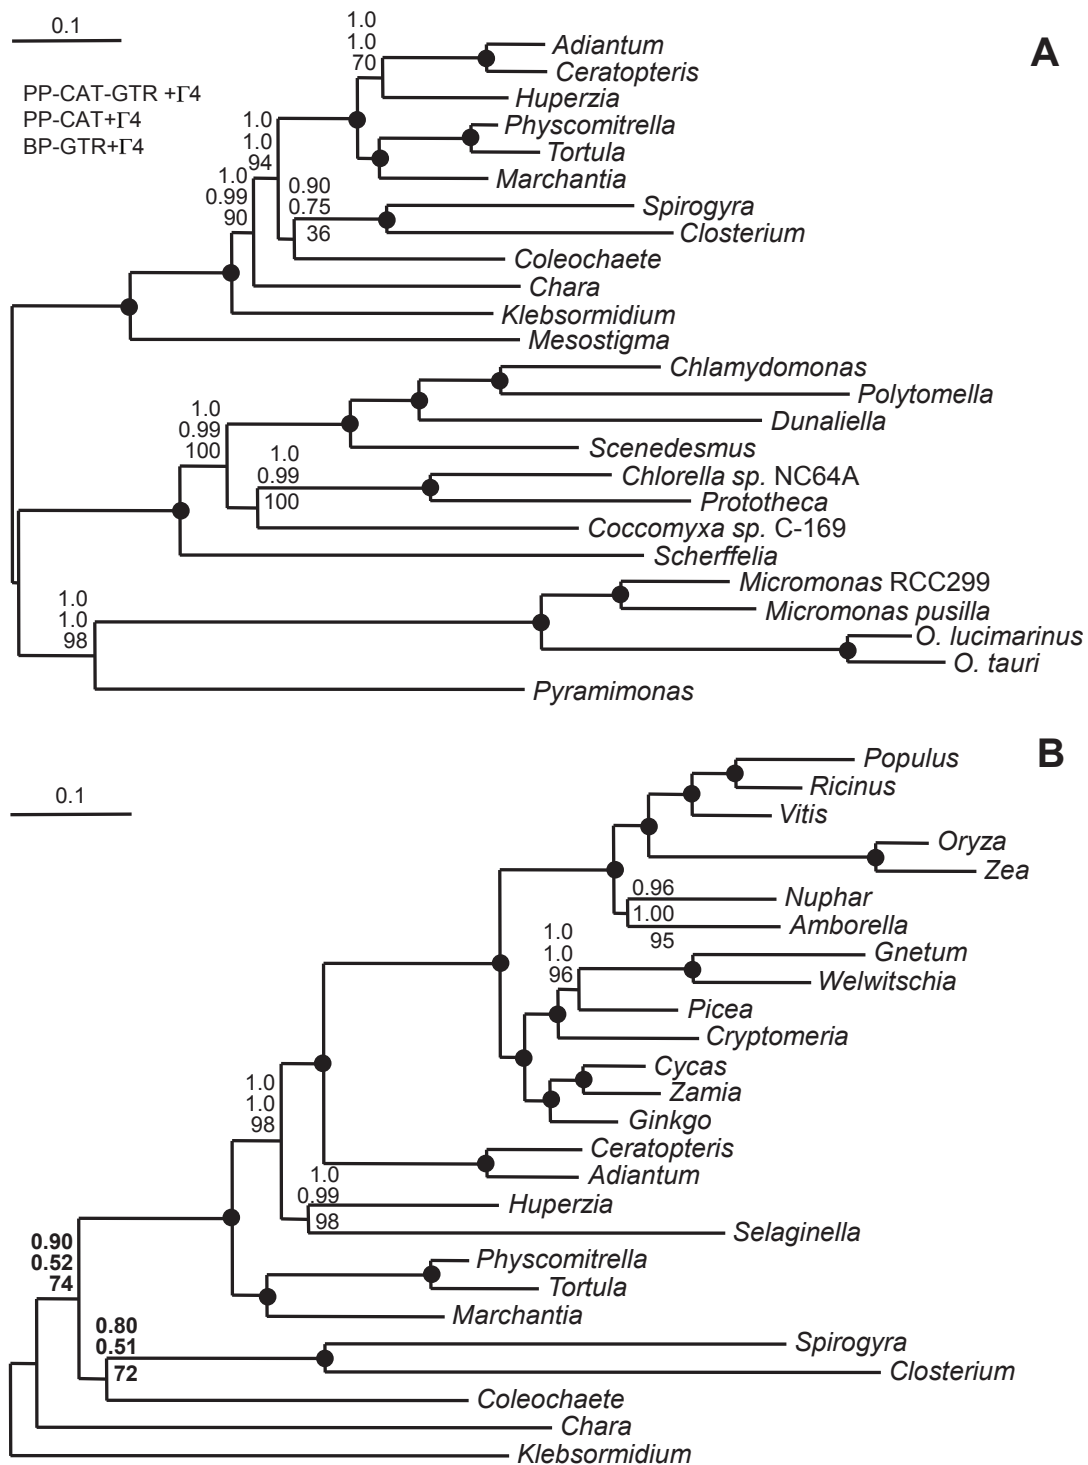 0.1
A
PP-CAT-GTR +Γ4
PP-CAT+Γ4
BP-GTR+Γ4
1.0
1.0
70
Adiantum
Ceratopteris
Huperzia
1.0
1.0
94
Physcomitrella
Tortula
Marchantia
1.0
0.99
90
0.90
0.75
36
Spirogyra
Closterium
Coleochaete
Chara
Klebsormidium
Mesostigma
Chlamydomonas
Polytomella
Dunaliella
1.0
0.99
100
Scenedesmus
1.0
0.99
100
Chlorella sp. NC64A
Prototheca
Coccomyxa sp. C-169
Scherffelia
1.0
1.0
98
Micromonas RCC299
Micromonas pusilla
O. lucimarinus
O. tauri
Pyramimonas
B
0.1
Populus
Ricinus
Vitis
Oryza
Zea
0.96
1.00
95
Nuphar
Amborella
1.0
1.0
96
Gnetum
Welwitschia
Picea
Cryptomeria
Cycas
Zamia
Ginkgo
1.0
1.0
98
Ceratopteris
Adiantum
1.0
0.99
98
Huperzia
Selaginella
0.90
0.52
74
Physcomitrella
Tortula
Marchantia
0.80
0.51
72
Spirogyra
Closterium
Coleochaete
Chara
Klebsormidium